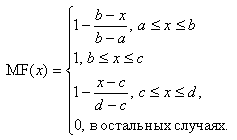 MF(x) = { 1 − (b − x)/(b − a), a ≤ x ≤ b
1, b ≤ x ≤ c
1 − (x − c)/(d − c), c ≤ x ≤ d,
0, в остальных случаях.